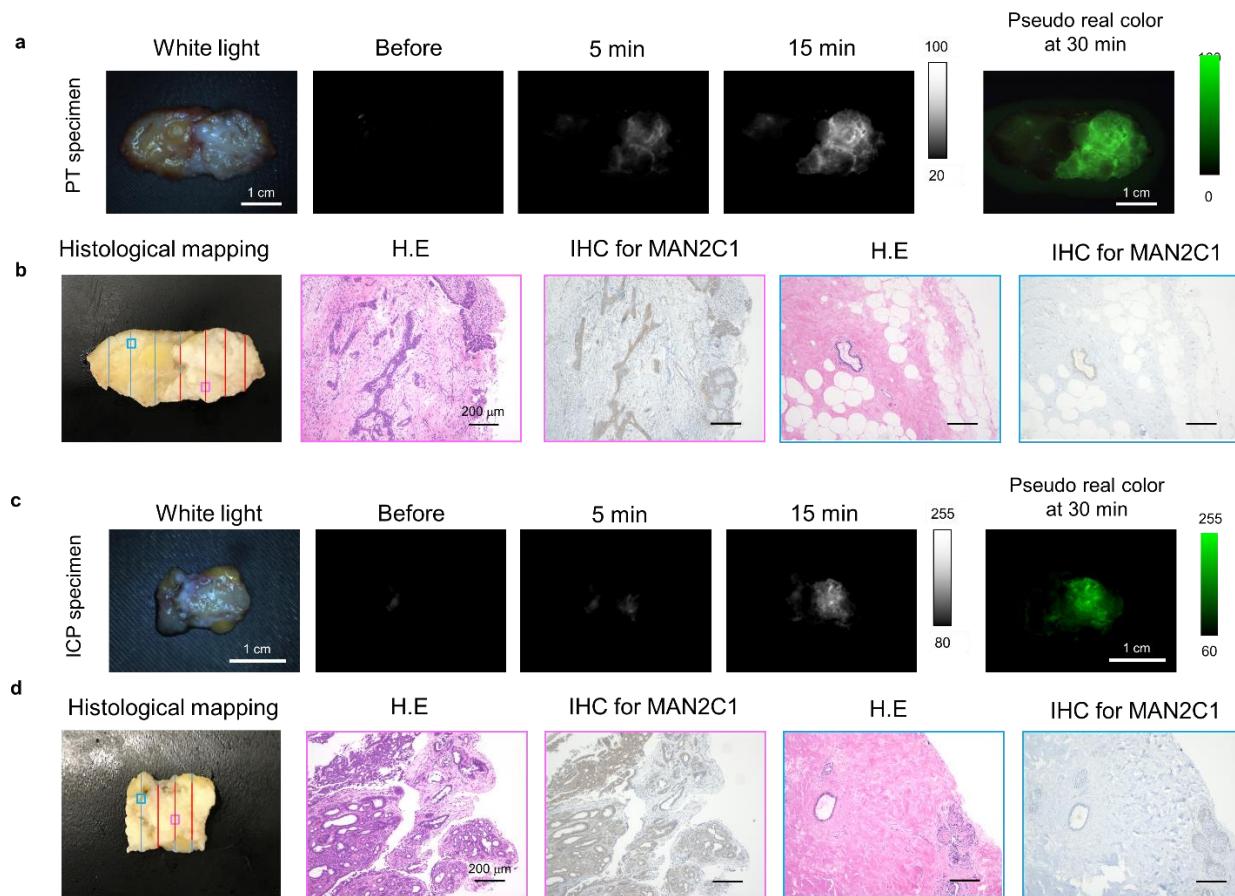 a
White light
Before
5 min
15 min
100
20
Pseudo real color
at 30 min
0
PT specimen
1 cm
1 cm
b
Histological mapping
H.E
IHC for MAN2C1
H.E
IHC for MAN2C1
200 μm
c
White light
Before
5 min
15 min
255
80
Pseudo real color
at 30 min
255
60
ICP specimen
1 cm
1 cm
d
Histological mapping
H.E
IHC for MAN2C1
H.E
IHC for MAN2C1
200 μm